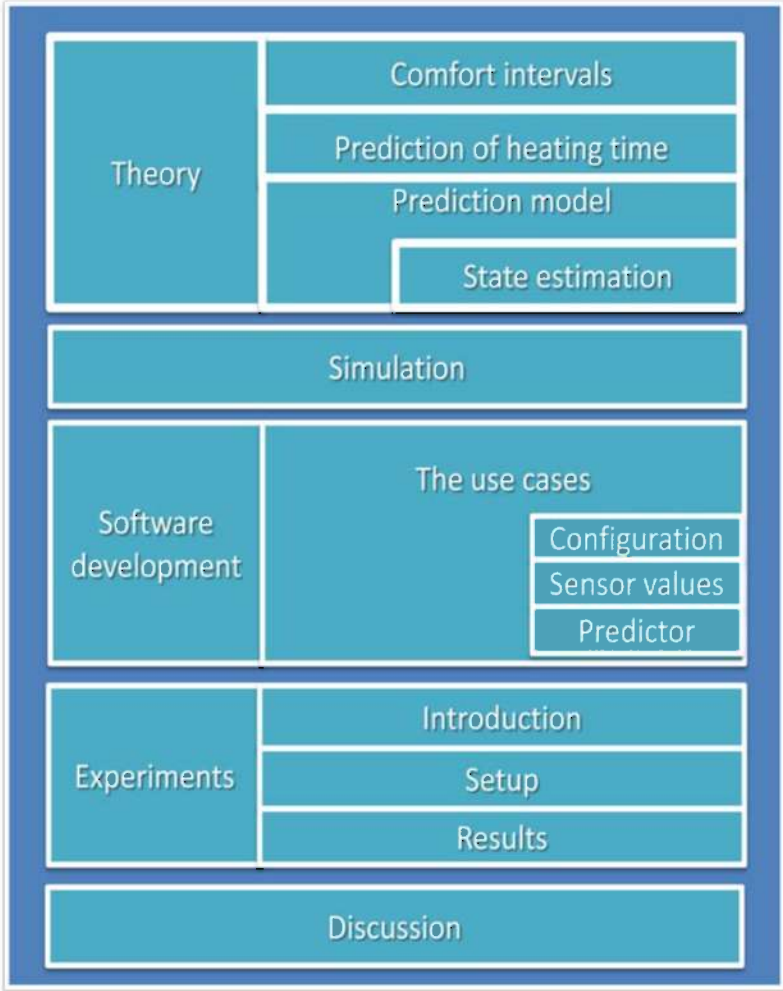 Theory
Comfort intervals
Prediction of heating time
Prediction model
State estimation
Simulation
Software
development
The use cases
Configuration
Sensor values
Predictor
Experiments
Introduction
Setup
Results
Discussion